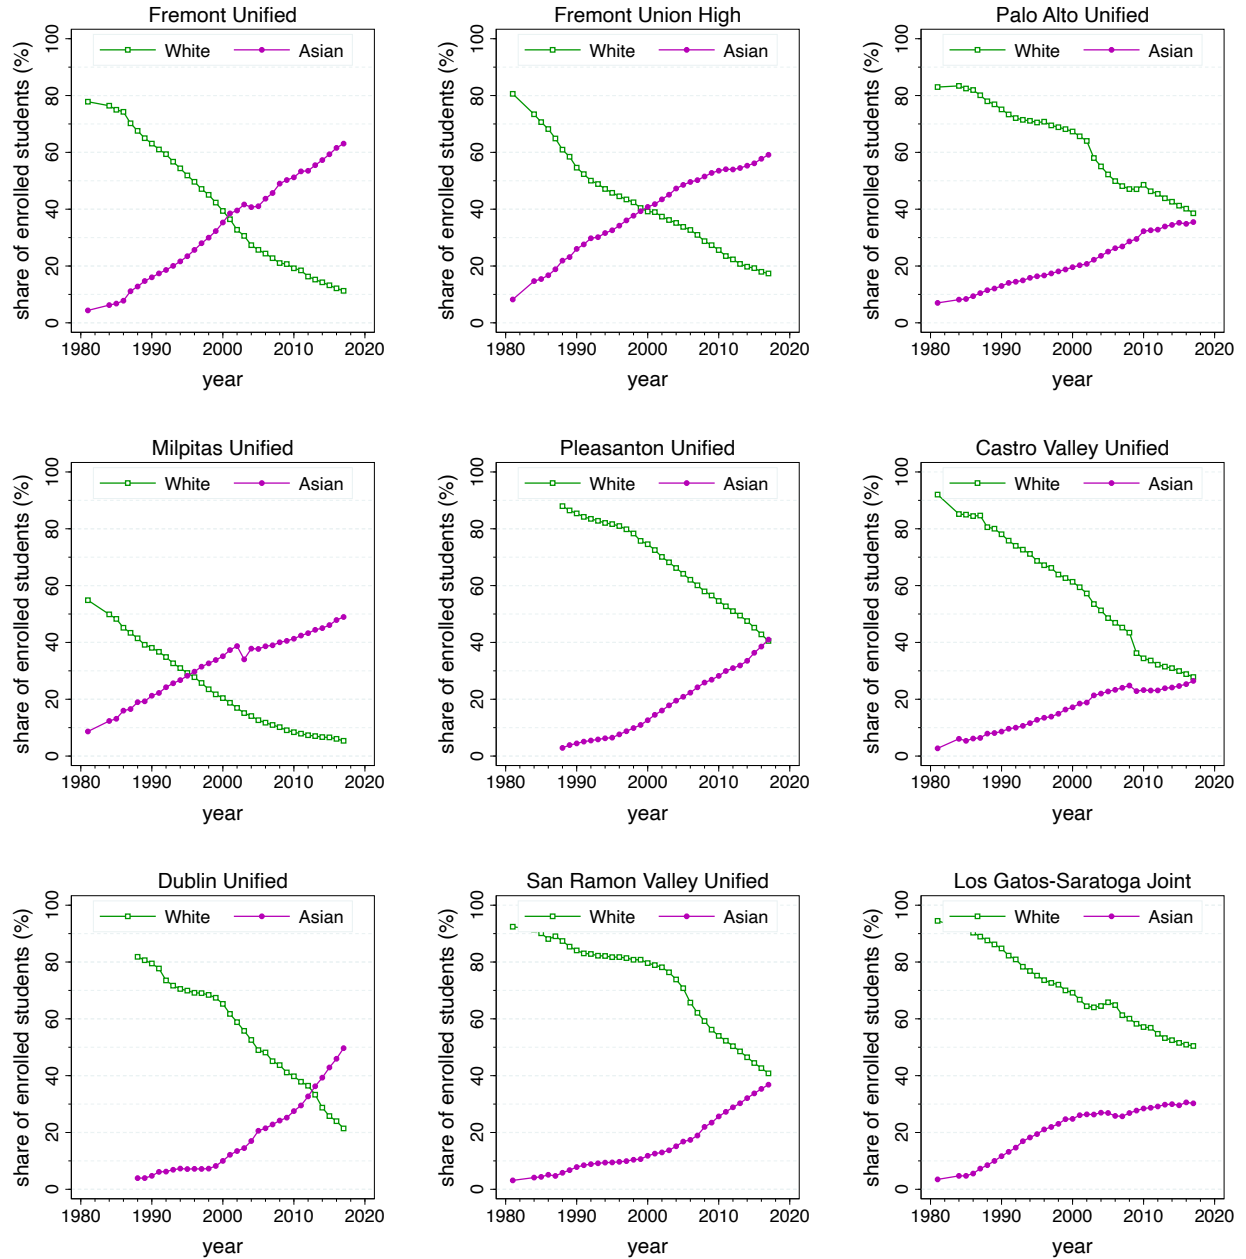 Fremont Unified
White Asian
share of enrolled students (%)
100
80
60
40
20
0
1980 1990 2000 2010 2020
year
Fremont Union High
White Asian
share of enrolled students (%)
100
80
60
40
20
0
1980 1990 2000 2010 2020
year
Palo Alto Unified
White Asian
share of enrolled students (%)
100
80
60
40
20
0
1980 1990 2000 2010 2020
year
Milpitas Unified
White Asian
share of enrolled students (%)
100
80
60
40
20
0
1980 1990 2000 2010 2020
year
Pleasanton Unified
White Asian
share of enrolled students (%)
100
80
60
40
20
0
1980 1990 2000 2010 2020
year
Castro Valley Unified
White Asian
share of enrolled students (%)
100
80
60
40
20
0
1980 1990 2000 2010 2020
year
Dublin Unified
White Asian
share of enrolled students (%)
100
80
60
40
20
0
1980 1990 2000 2010 2020
year
San Ramon Valley Unified
White Asian
share of enrolled students (%)
100
80
60
40
20
0
1980 1990 2000 2010 2020
year
Los Gatos-Saratoga Joint
White Asian
share of enrolled students (%)
100
80
60
40
20
0
1980 1990 2000 2010 2020
year